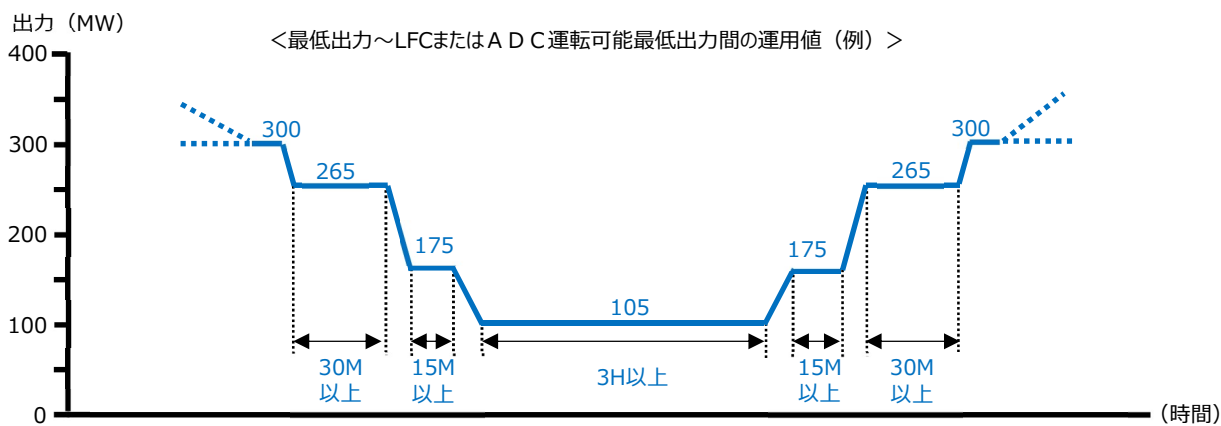 出力（MW）
＜最低出力～LFCまたはＡＤＣ運転可能最低出力間の運用値（例）＞
400
300
200
100
0
300
265
175
105
175
265
300
30M
以上
15M
以上
3H以上
15M
以上
30M
以上
（時間）